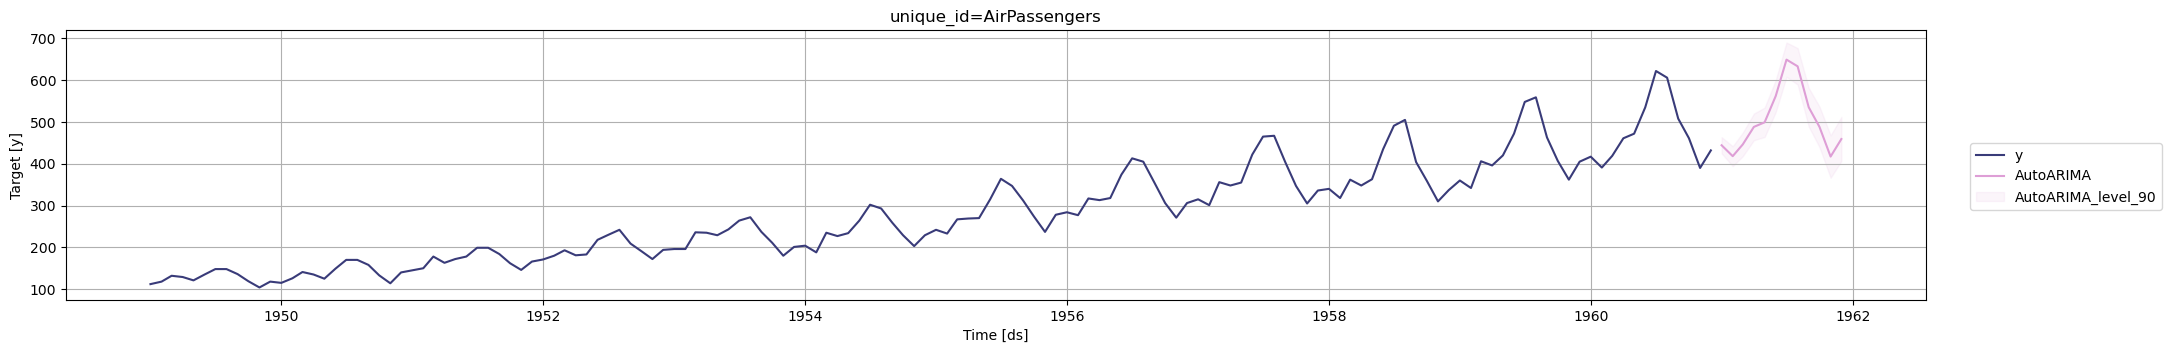 unique_id=AirPassengers
Target [y]
700
600
500
400
300
200
100
1950
1952
1954
1956
1958
1960
1962
Time [ds]
y
AutoARIMA
AutoARIMA_level_90